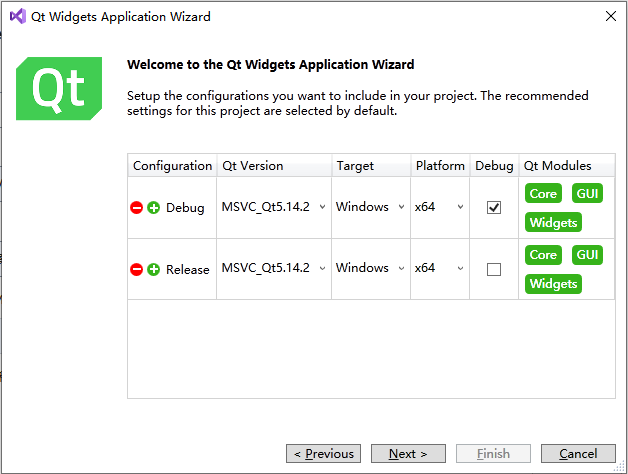 Qt Widgets Application Wizard
Qt
Welcome to the Qt Widgets Application Wizard
Setup the configurations you want to include in your project. The recommended
settings for this project are selected by default.
Configuration Qt Version Target Platform Debug Qt Modules
Debug MSVC_Qt5.14.2 Windows x64 Core GUI
Widgets
Release MSVC_Qt5.14.2 Windows x64 Core GUI
Widgets
< Previous Next > Finish Cancel